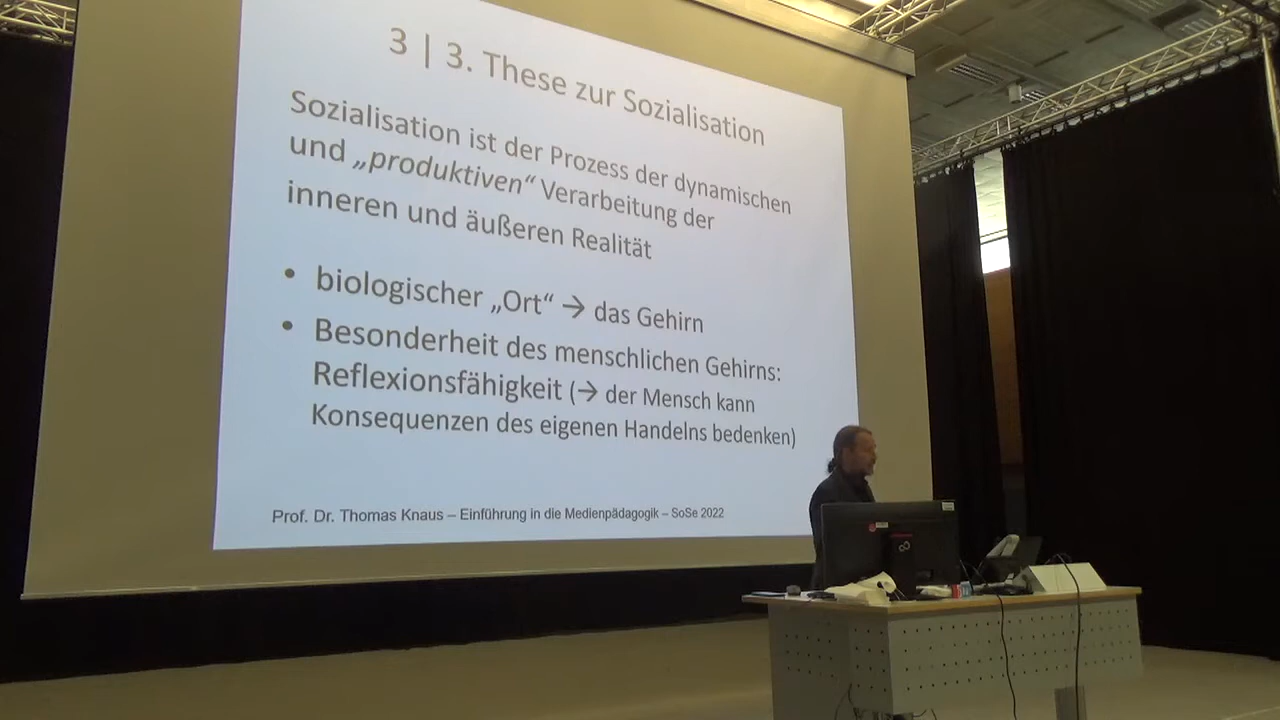 3 | 3. These zur Sozialisation
Sozialisation ist der Prozess der dynamischen
und „produktiven“ Verarbeitung der
inneren und äußeren Realität
• biologischer „Ort“ → das Gehirn
• Besonderheit des menschlichen Gehirns:
Reflexionsfähigkeit (→ der Mensch kann
Konsequenzen des eigenen Handelns bedenken)
Prof. Dr. Thomas Knaus – Einführung in die Medienpädagogik – SoSe 2022